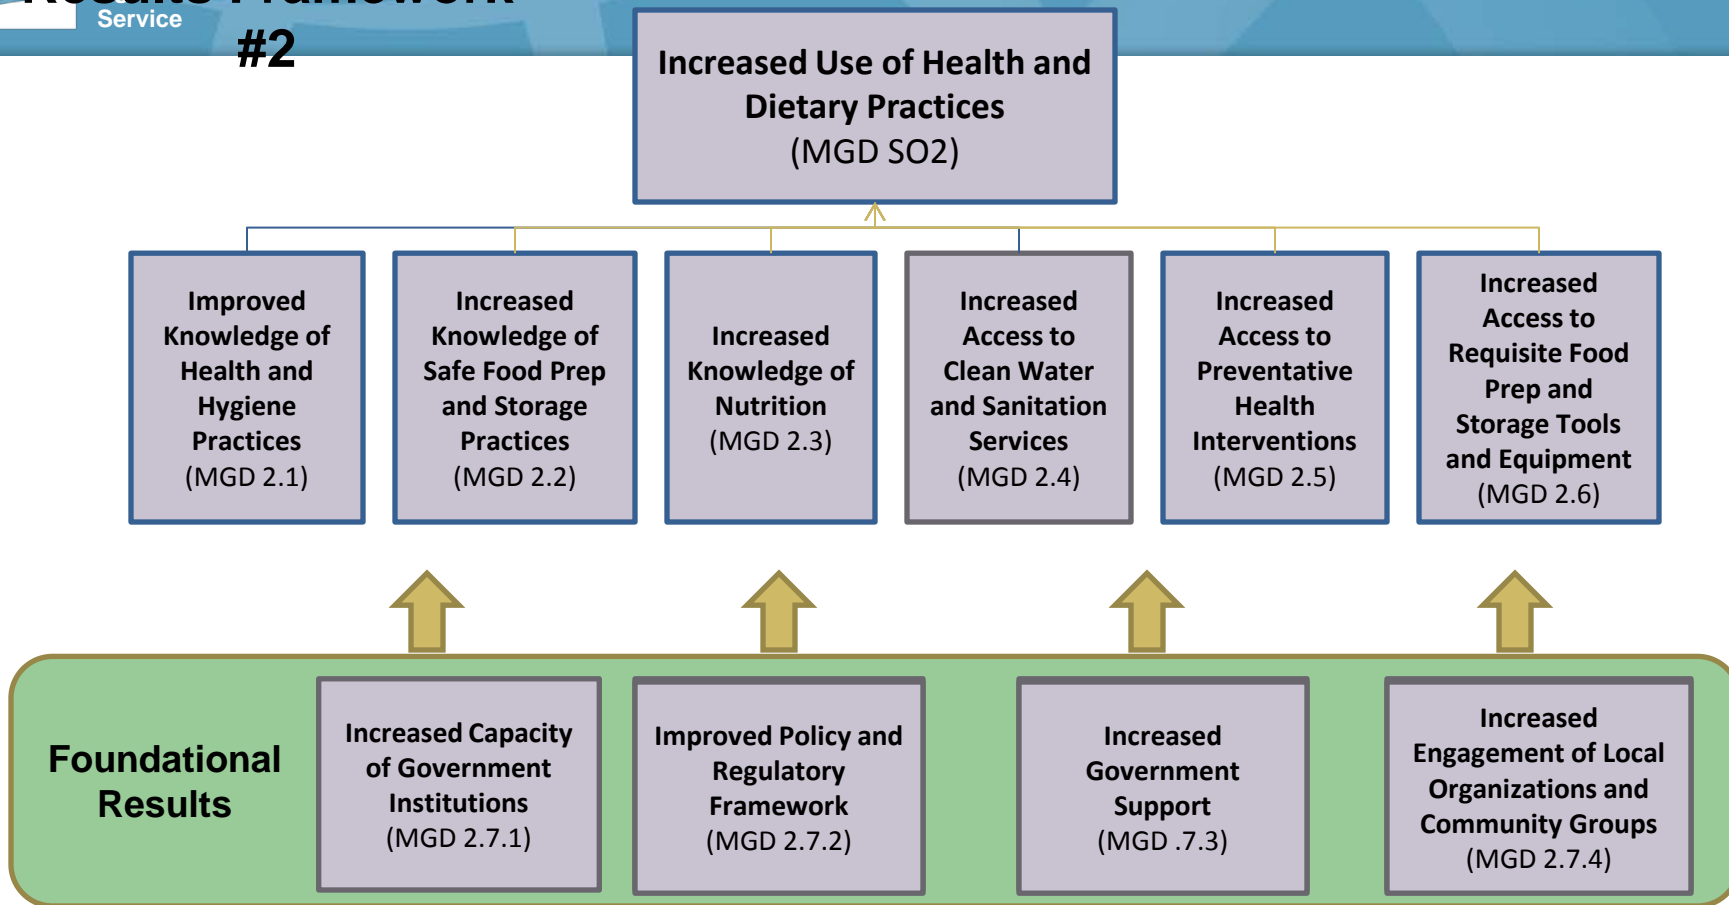 Results Framework
Service
#2
Increased Use of Health and
Dietary Practices
(MGD SO2)
Improved
Knowledge of
Health and
Hygiene
Practices
(MGD 2.1)
Increased
Knowledge of
Safe Food Prep
and Storage
Practices
(MGD 2.2)
Increased
Knowledge of
Nutrition
(MGD 2.3)
Increased
Access to
Clean Water
and Sanitation
Services
(MGD 2.4)
Increased
Access to
Preventative
Health
Interventions
(MGD 2.5)
Increased
Access to
Requisite Food
Prep and
Storage Tools
and Equipment
(MGD 2.6)
Foundational
Results
Increased Capacity
of Government
Institutions
(MGD 2.7.1)
Improved Policy and
Regulatory
Framework
(MGD 2.7.2)
Increased
Government
Support
(MGD .7.3)
Increased
Engagement of Local
Organizations and
Community Groups
(MGD 2.7.4)